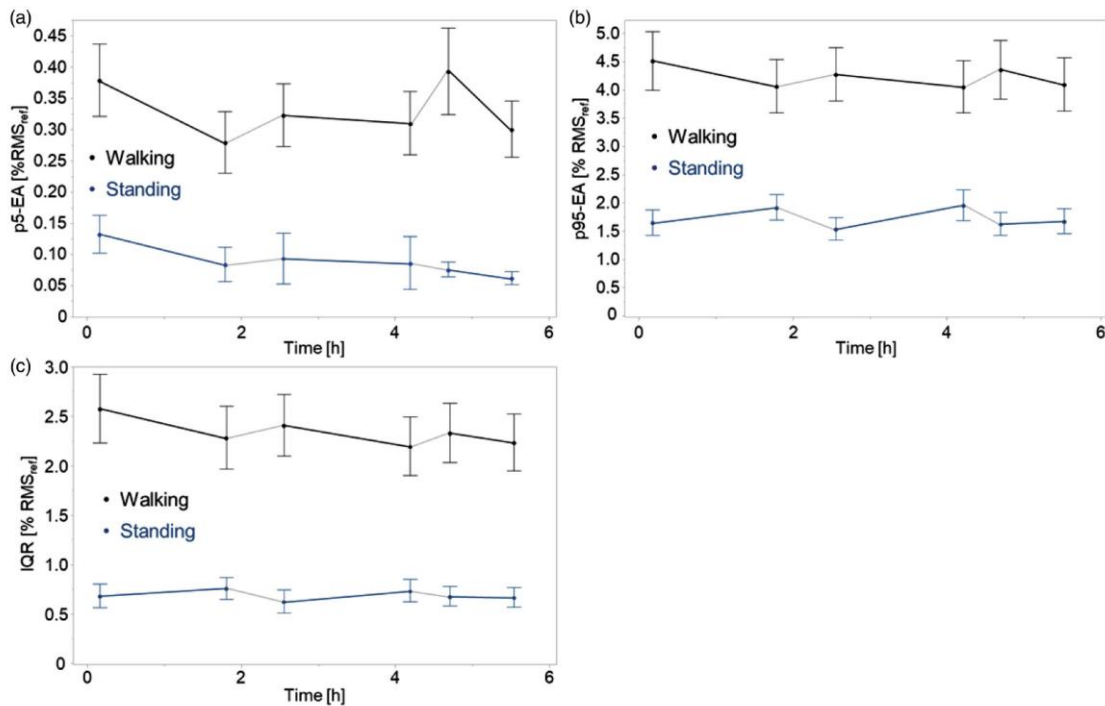 (a)
p5-EA [%RMSref]
0.45
0.40
0.35
0.30
0.25
0.20
0.15
0.10
0.05
0
Walking
Standing
0 2 4 6
Time [h]
(b)
p95-EA [% RMSref]
5.0
4.5
4.0
3.5
3.0
2.5
2.0
1.5
1.0
0.5
0
Walking
Standing
0 2 4 6
Time [h]
(c)
IQR [% RMSref]
3.0
2.5
2.0
1.5
1.0
0.5
0
Walking
Standing
0 2 4 6
Time [h]